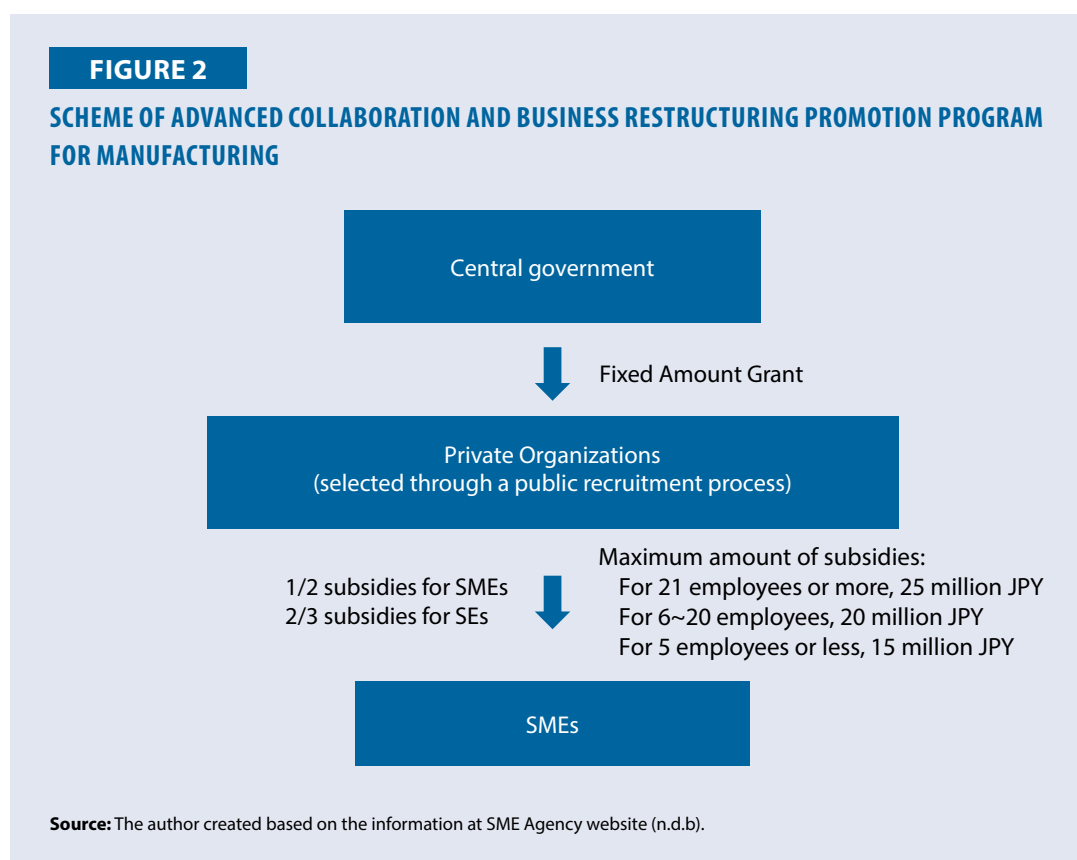 FIGURE 2
SCHEME OF ADVANCED COLLABORATION AND BUSINESS RESTRUCTURING PROMOTION PROGRAM
FOR MANUFACTURING
Central government
Fixed Amount Grant
Private Organizations
(selected through a public recruitment process)
1/2 subsidies for SMEs
2/3 subsidies for SEs
Maximum amount of subsidies:
For 21 employees or more, 25 million JPY
For 6~20 employees, 20 million JPY
For 5 employees or less, 15 million JPY
SMEs
Source: The author created based on the information at SME Agency website (n.d.b).